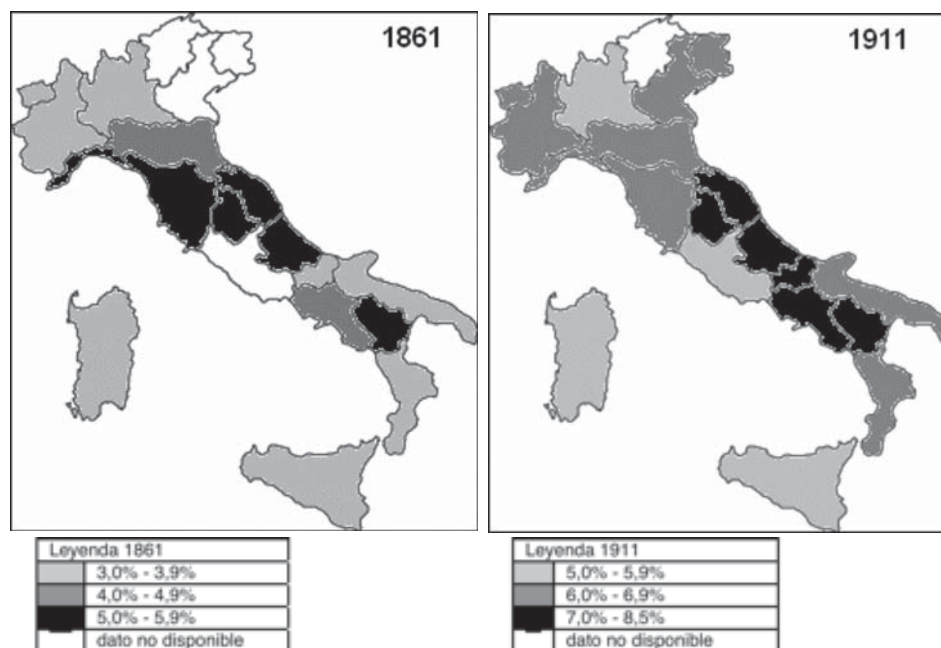 1861
1911
Leyenda 1861
3,0% - 3,9%
4,0% - 4,9%
5,0% - 5,9%
dato no disponible
Leyenda 1911
5,0% - 5,9%
6,0% - 6,9%
7,0% - 8,5%
dato no disponible